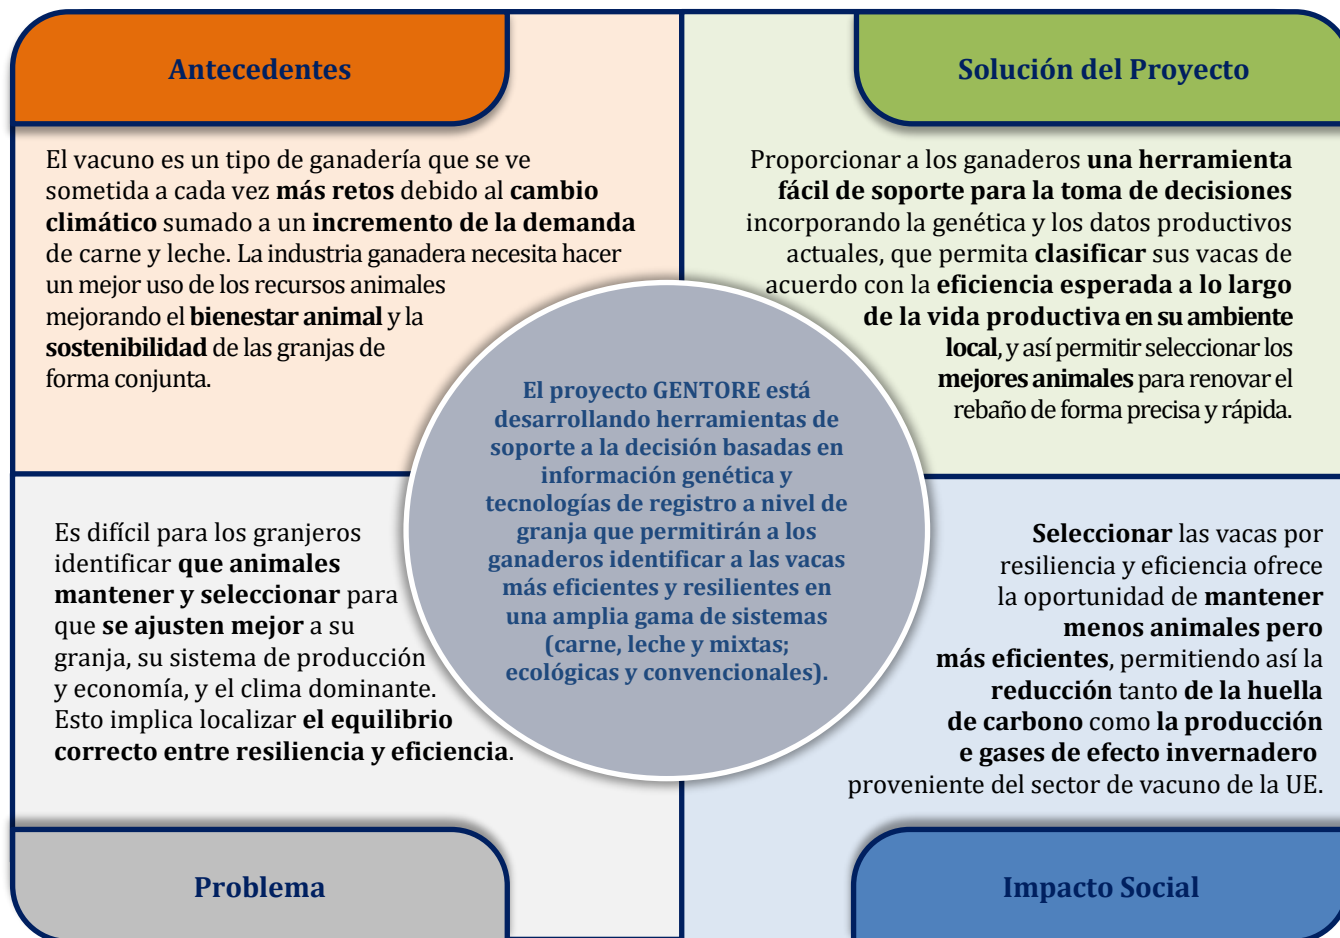 Antecedentes
El vacuno es un tipo de ganadería que se ve
sometida a cada vez más retos debido al cambio
climático sumado a un incremento de la demanda
de carne y leche. La industria ganadera necesita hacer
un mejor uso de los recursos animales
mejorando el bienestar animal y la
sostenibilidad de las granjas de
forma conjunta.
Solución del Proyecto
Proporcionar a los ganaderos una herramienta
fácil de soporte para la toma de decisiones
incorporando la genética y los datos productivos
actuales, que permita clasificar sus vacas de
acuerdo con la eficiencia esperada a lo largo
de la vida productiva en su ambiente
local, y así permitir seleccionar los
mejores animales para renovar el
rebaño de forma precisa y rápida.
El proyecto GENTORE está
desarrollando herramientas de
soporte a la decisión basadas en
información genética y
tecnologías de registro a nivel de
granja que permitirán a los
ganaderos identificar a las vacas
más eficientes y resilientes en
una amplia gama de sistemas
(carne, leche y mixtas;
ecológicas y convencionales).
Es difícil para los granjeros
identificar que animales
mantener y seleccionar para
que se ajusten mejor a su
granja, su sistema de producción
y economía, y el clima dominante.
Esto implica localizar el equilibrio
correcto entre resiliencia y eficiencia.
Problema
Seleccionar las vacas por
resiliencia y eficiencia ofrece
la oportunidad de mantener
menos animales pero
más eficientes, permitiendo así la
reducción tanto de la huella
de carbono como la producción
e gases de efecto invernadero
proveniente del sector de vacuno de la UE.
Impacto Social